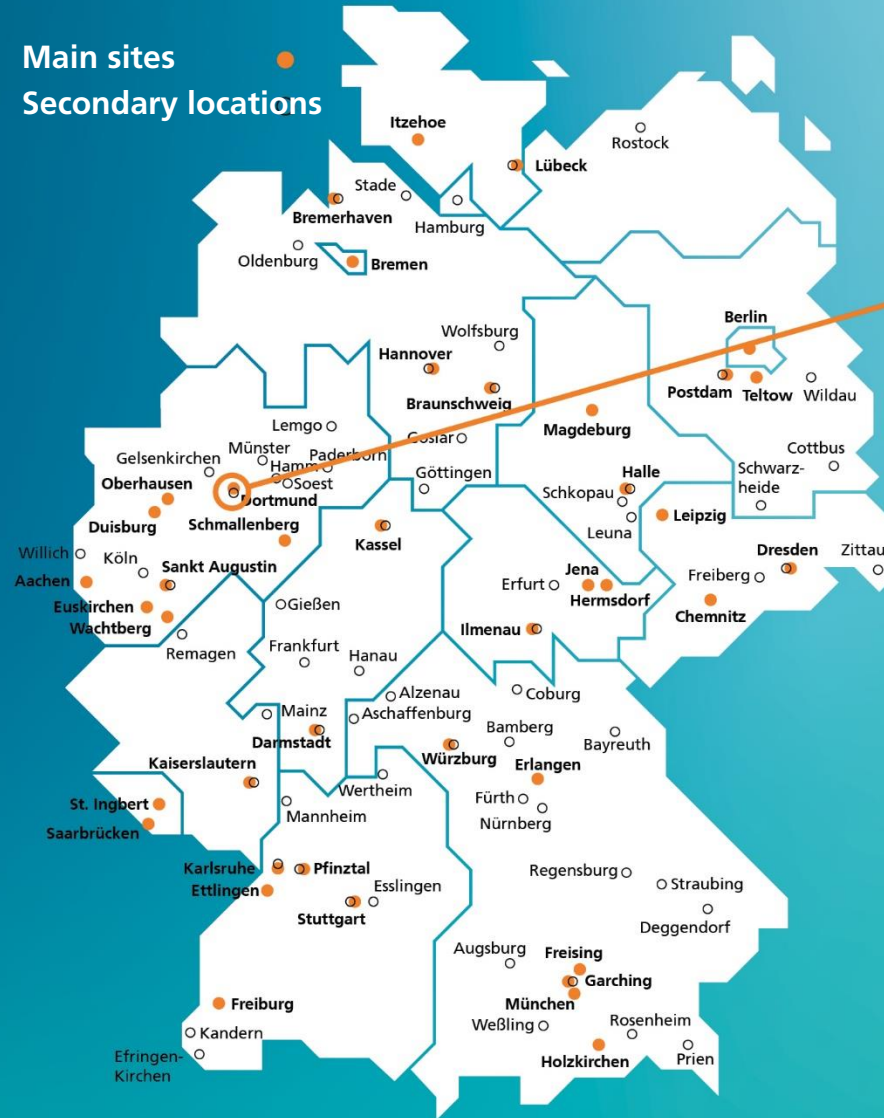 Main sites
Secondary locations
Itzehoe
Rostock
Lübeck
Stade
Bremerhaven
Hamburg
Oldenburg
Bremen
Berlin
Wolfsburg
Hannover
Postdam
Teltow
Wildau
Braunschweig
Magdeburg
Lemgo
Goslar
Münster
Paderborn
Cottbus
Gelsenkirchen
Hamm
Göttingen
Halle
Schwarz-
heide
Oberhausen
Soest
Schkopau
Dortmund
Leipzig
Duisburg
Schmallenberg
Leuna
Kassel
Willich
Köln
Dresden
Zittau
Sankt Augustin
Jena
Aachen
Erfurt
Freiberg
Hermsdorf
Euskirchen
Gießen
Chemnitz
Wachtberg
Ilmenau
Remagen
Frankfurt
Hanau
Alzenau
Coburg
Mainz
Aschaffenburg
Bamberg
Darmstadt
Bayreuth
Würzburg
Kaiserslautern
Erlangen
Wertheim
St. Ingbert
Fürth
Mannheim
Nürnberg
Saarbrücken
Karlsruhe
Pfinztal
Regensburg
Ettlingen
Esslingen
Straubing
Stuttgart
Deggendorf
Augsburg
Freising
Garching
München
Freiburg
Weßling
Rosenheim
Kandern
Efringen-
Kirchen
Holzkirchen
Prien